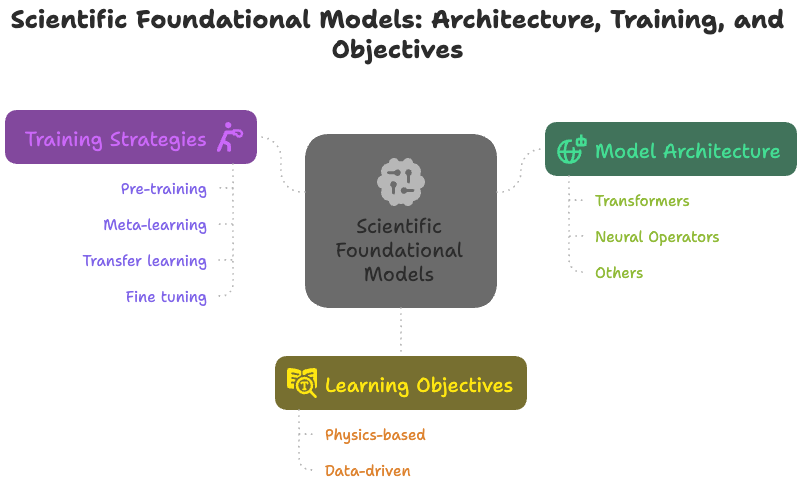 Scientific Foundational Models: Architecture, Training, and
Objectives
Training Strategies
Pre-training
Meta-learning
Transfer learning
Fine tuning
Scientific
Foundational
Models
Model Architecture
Transformers
Neural Operators
Others
Learning Objectives
Physics-based
Data-driven